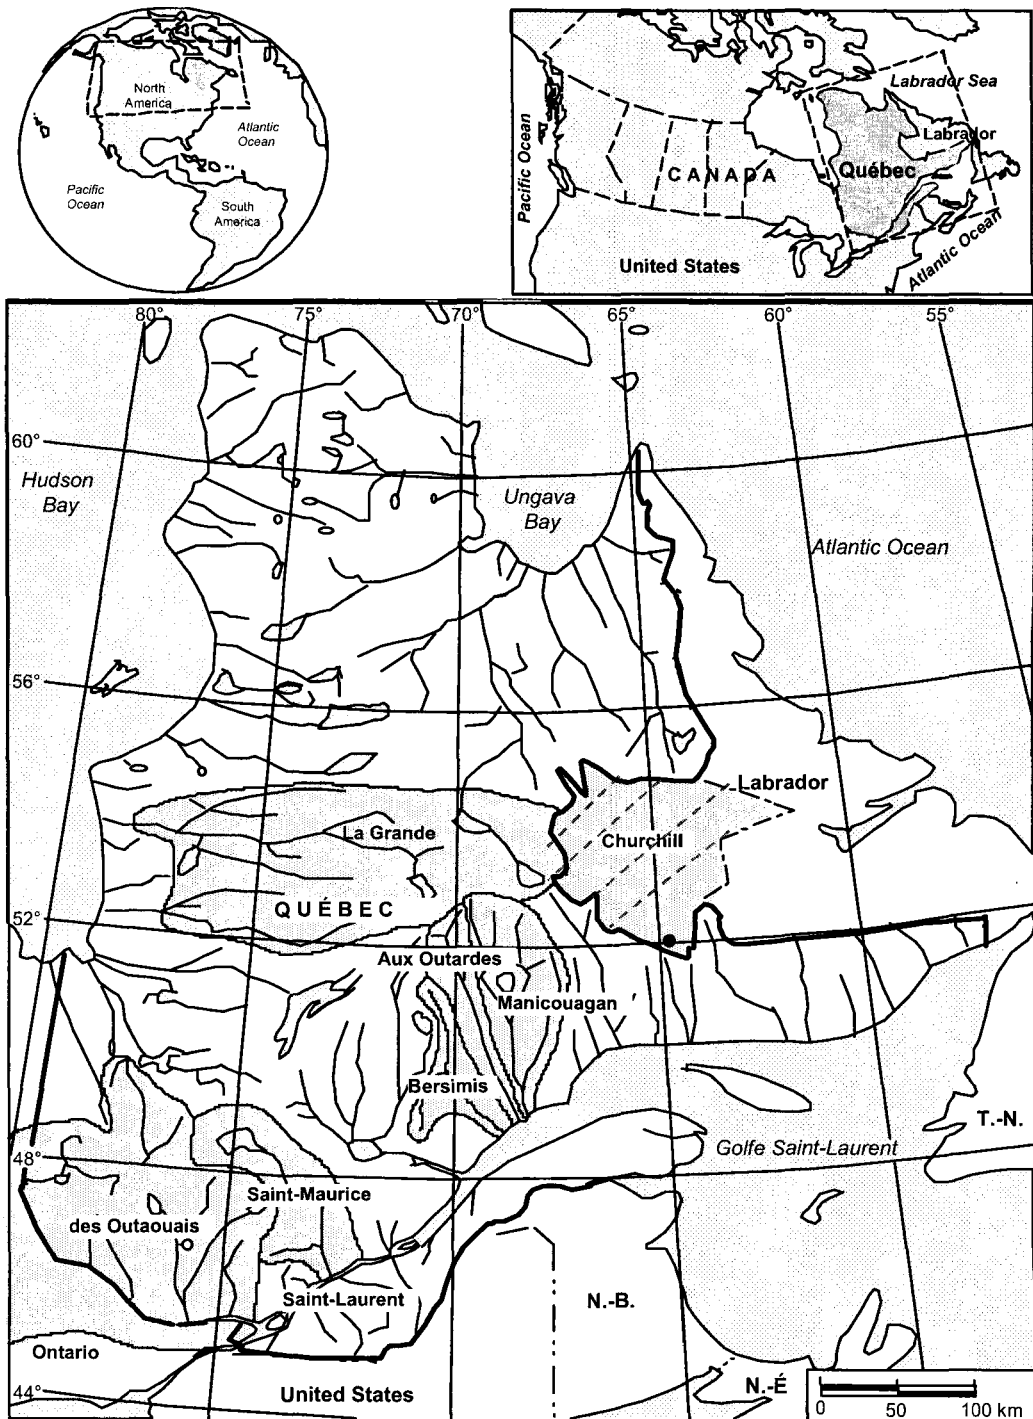 North
America
Atlantic
Ocean
Pacific
Ocean
South
America
Labrador Sea
Labrador
Pacific Ocean
CANADA
Québec
United States
Atlantic Ocean
80° 75° 70° 65° 60° 55°
60°
Hudson
Bay
Ungava
Bay
Atlantic Ocean
56°
Labrador
La Grande
Churchill
52°
QUÉBEC
Aux Outardes
Manicouagan
Bersimis
T.-N.
Golfe Saint-Laurent
48°
Saint-Maurice
des Outaouais
Saint-Laurent
N.-B.
Ontario
44°
United States
N.-É
0 50 100 km